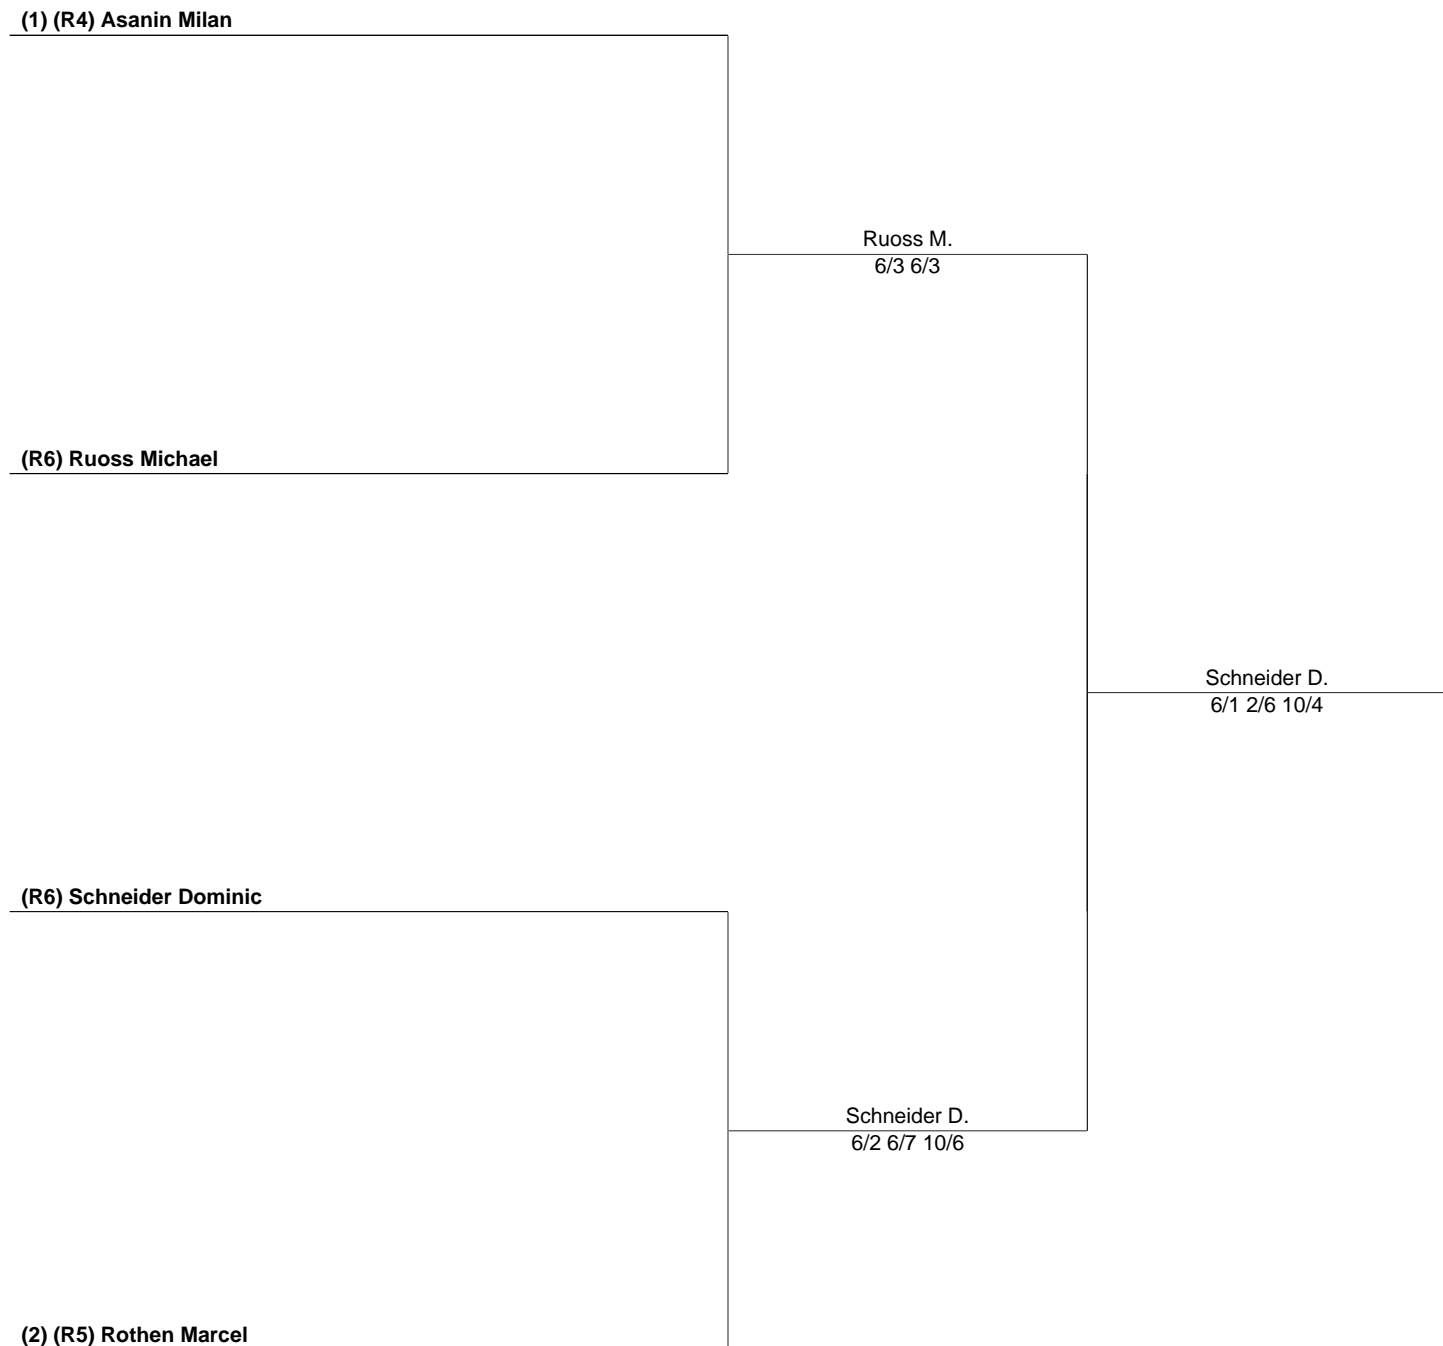 (1) (R4) Asanin Milan
Ruoss M.
6/3 6/3
(R6) Ruoss Michael
Schneider D.
6/1 2/6 10/4
(R6) Schneider Dominic
Schneider D.
6/2 6/7 10/6
(2) (R5) Rothen Marcel